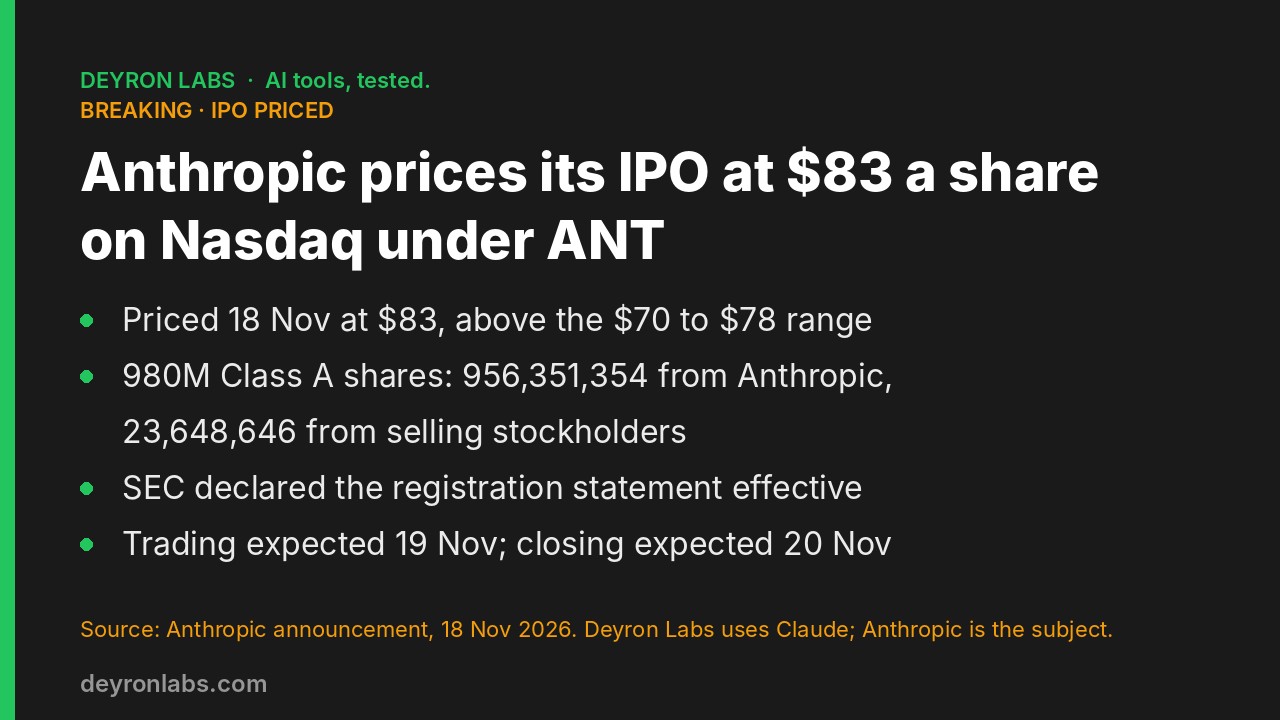 DEYRON LABS · AI tools, tested.
BREAKING · IPO PRICED
Anthropic prices its IPO at $83 a share
on Nasdaq under ANT
Priced 18 Nov at $83, above the $70 to $78 range
980M Class A shares: 956,351,354 from Anthropic,
23,648,646 from selling stockholders
SEC declared the registration statement effective
Trading expected 19 Nov; closing expected 20 Nov
Source: Anthropic announcement, 18 Nov 2026. Deyron Labs uses Claude; Anthropic is the subject.
deyronlabs.com